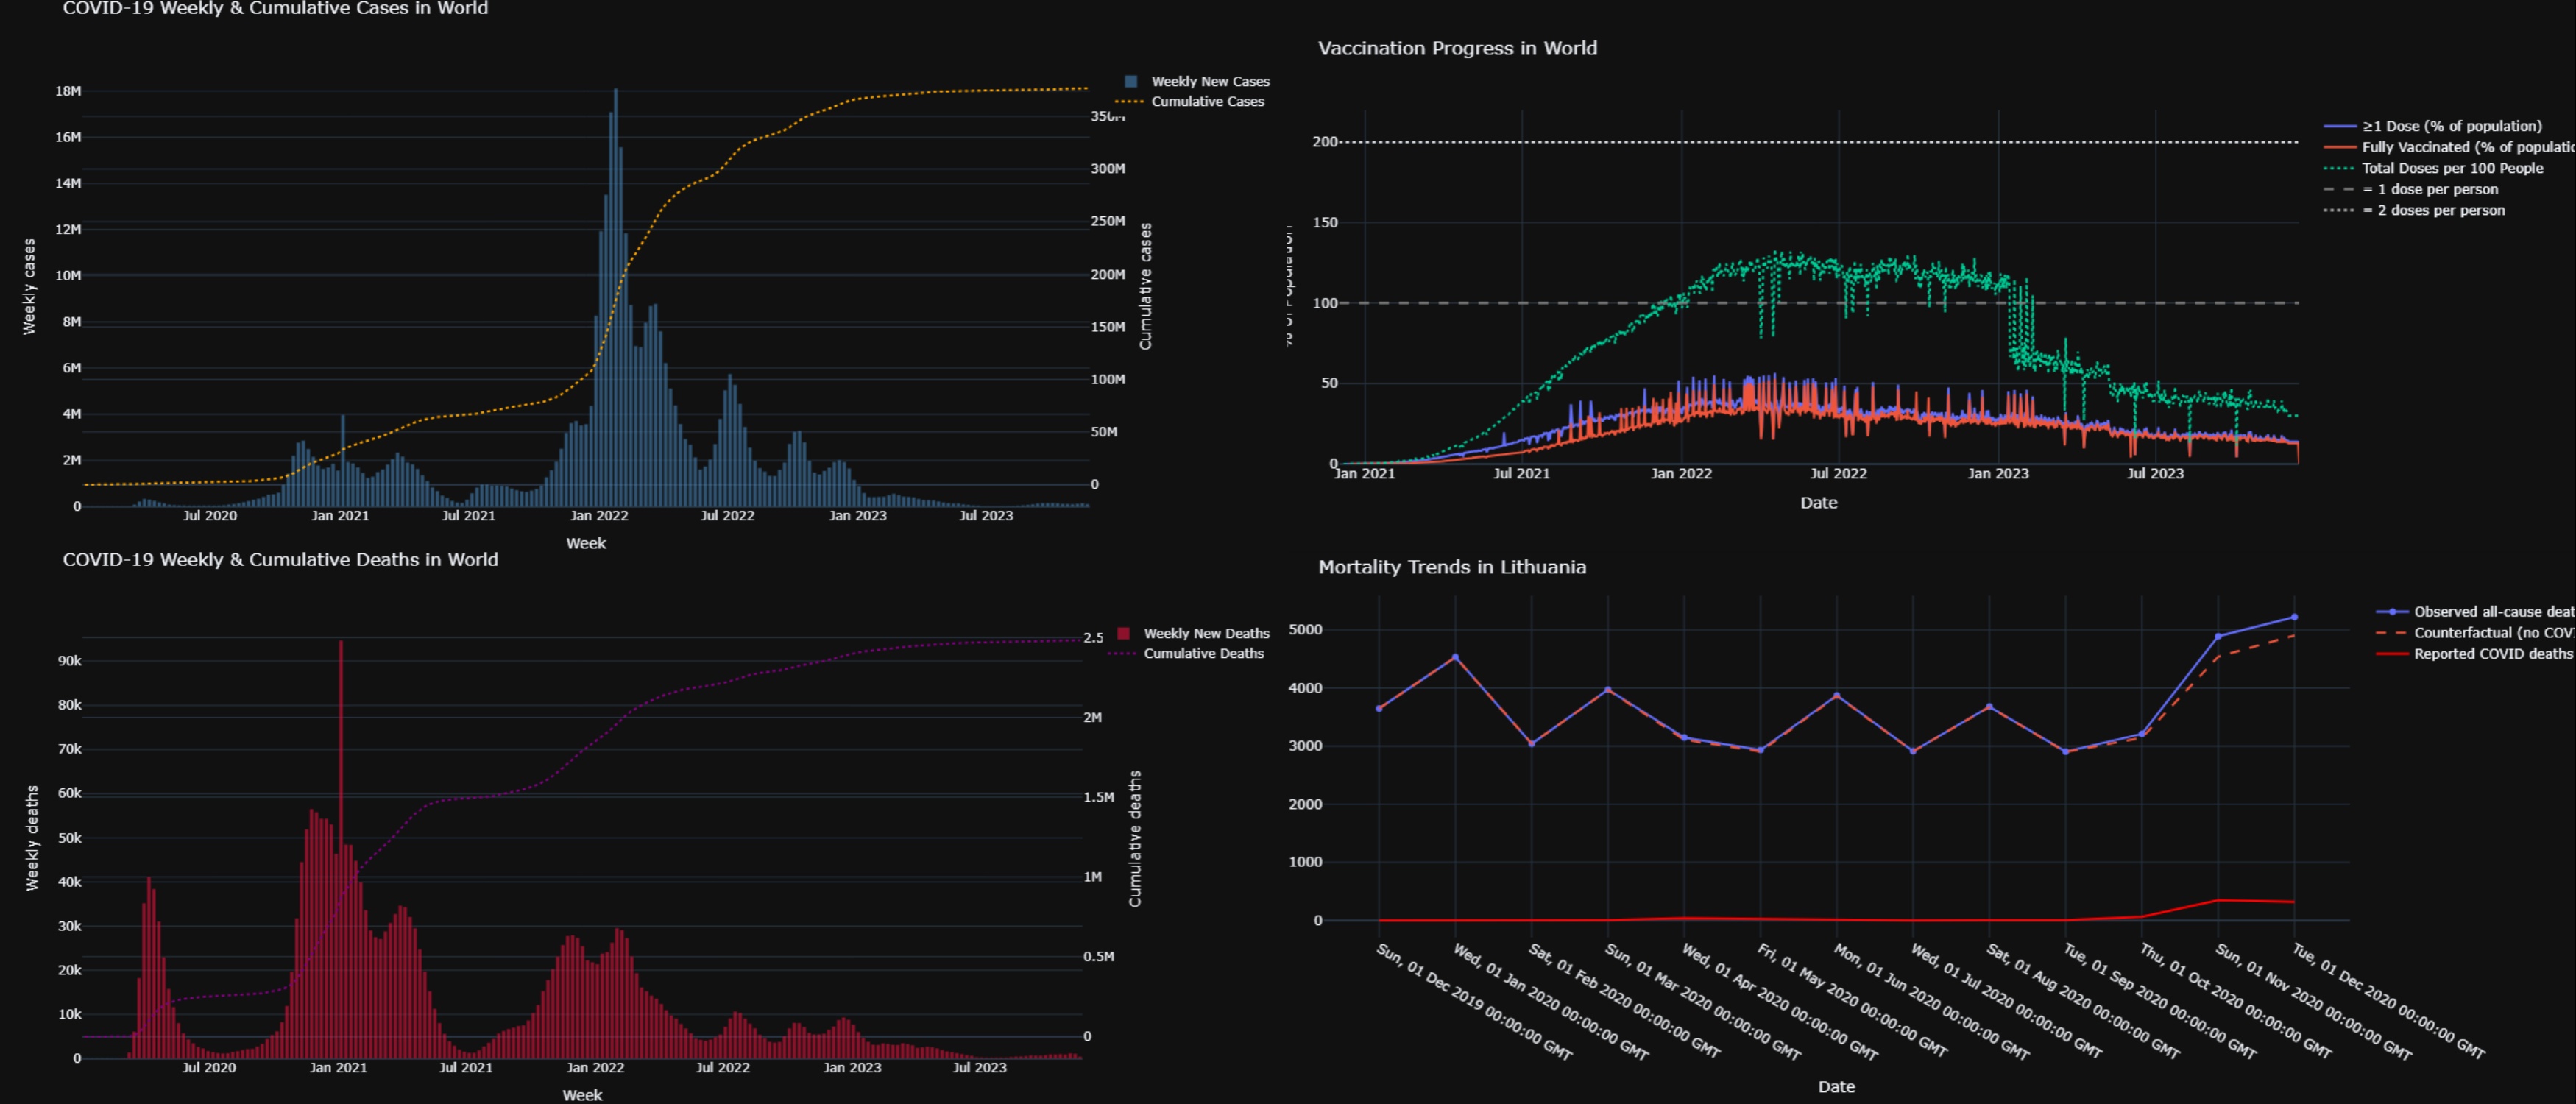 COVID-19 Weekly & Cumulative Cases in World
Weekly New Cases
Cumulative Cases
18M
16M
14M
12M
10M
8M
6M
4M
2M
0
Weekly cases
300M
250M
200M
150M
100M
50M
0
Cumulative cases
Jul 2020
Jan 2021
Jul 2021
Jan 2022
Jul 2022
Jan 2023
Jul 2023
Week
Vaccination Progress in World
≥1 Dose (% of population)
Fully Vaccinated (% of populatio
Total Doses per 100 People
= 1 dose per person
= 2 doses per person
200
150
100
50
0
Jan 2021
Jul 2021
Jan 2022
Jul 2022
Jan 2023
Jul 2023
Date
COVID-19 Weekly & Cumulative Deaths in World
Weekly New Deaths
Cumulative Deaths
90k
80k
70k
60k
50k
40k
30k
20k
10k
0
Weekly deaths
2.5
2M
1.5M
1M
0.5M
0
Cumulative deaths
Jul 2020
Jan 2021
Jul 2021
Jan 2022
Jul 2022
Jan 2023
Jul 2023
Week
Mortality Trends in Lithuania
Observed all-cause deat
Counterfactual (no COVI
Reported COVID deaths
5000
4000
3000
2000
1000
0
Sun, 01 Dec 2019 00:00:00 GMT
Wed, 01 Jan 2020 00:00:00 GMT
Sat, 01 Feb 2020 00:00:00 GMT
Sun, 01 Mar 2020 00:00:00 GMT
Wed, 01 Apr 2020 00:00:00 GMT
Fri, 01 May 2020 00:00:00 GMT
Mon, 01 Jun 2020 00:00:00 GMT
Wed, 01 Jul 2020 00:00:00 GMT
Sat, 01 Aug 2020 00:00:00 GMT
Tue, 01 Sep 2020 00:00:00 GMT
Thu, 01 Oct 2020 00:00:00 GMT
Sun, 01 Nov 2020 00:00:00 GMT
Tue, 01 Dec 2020 00:00:00 GMT
Date